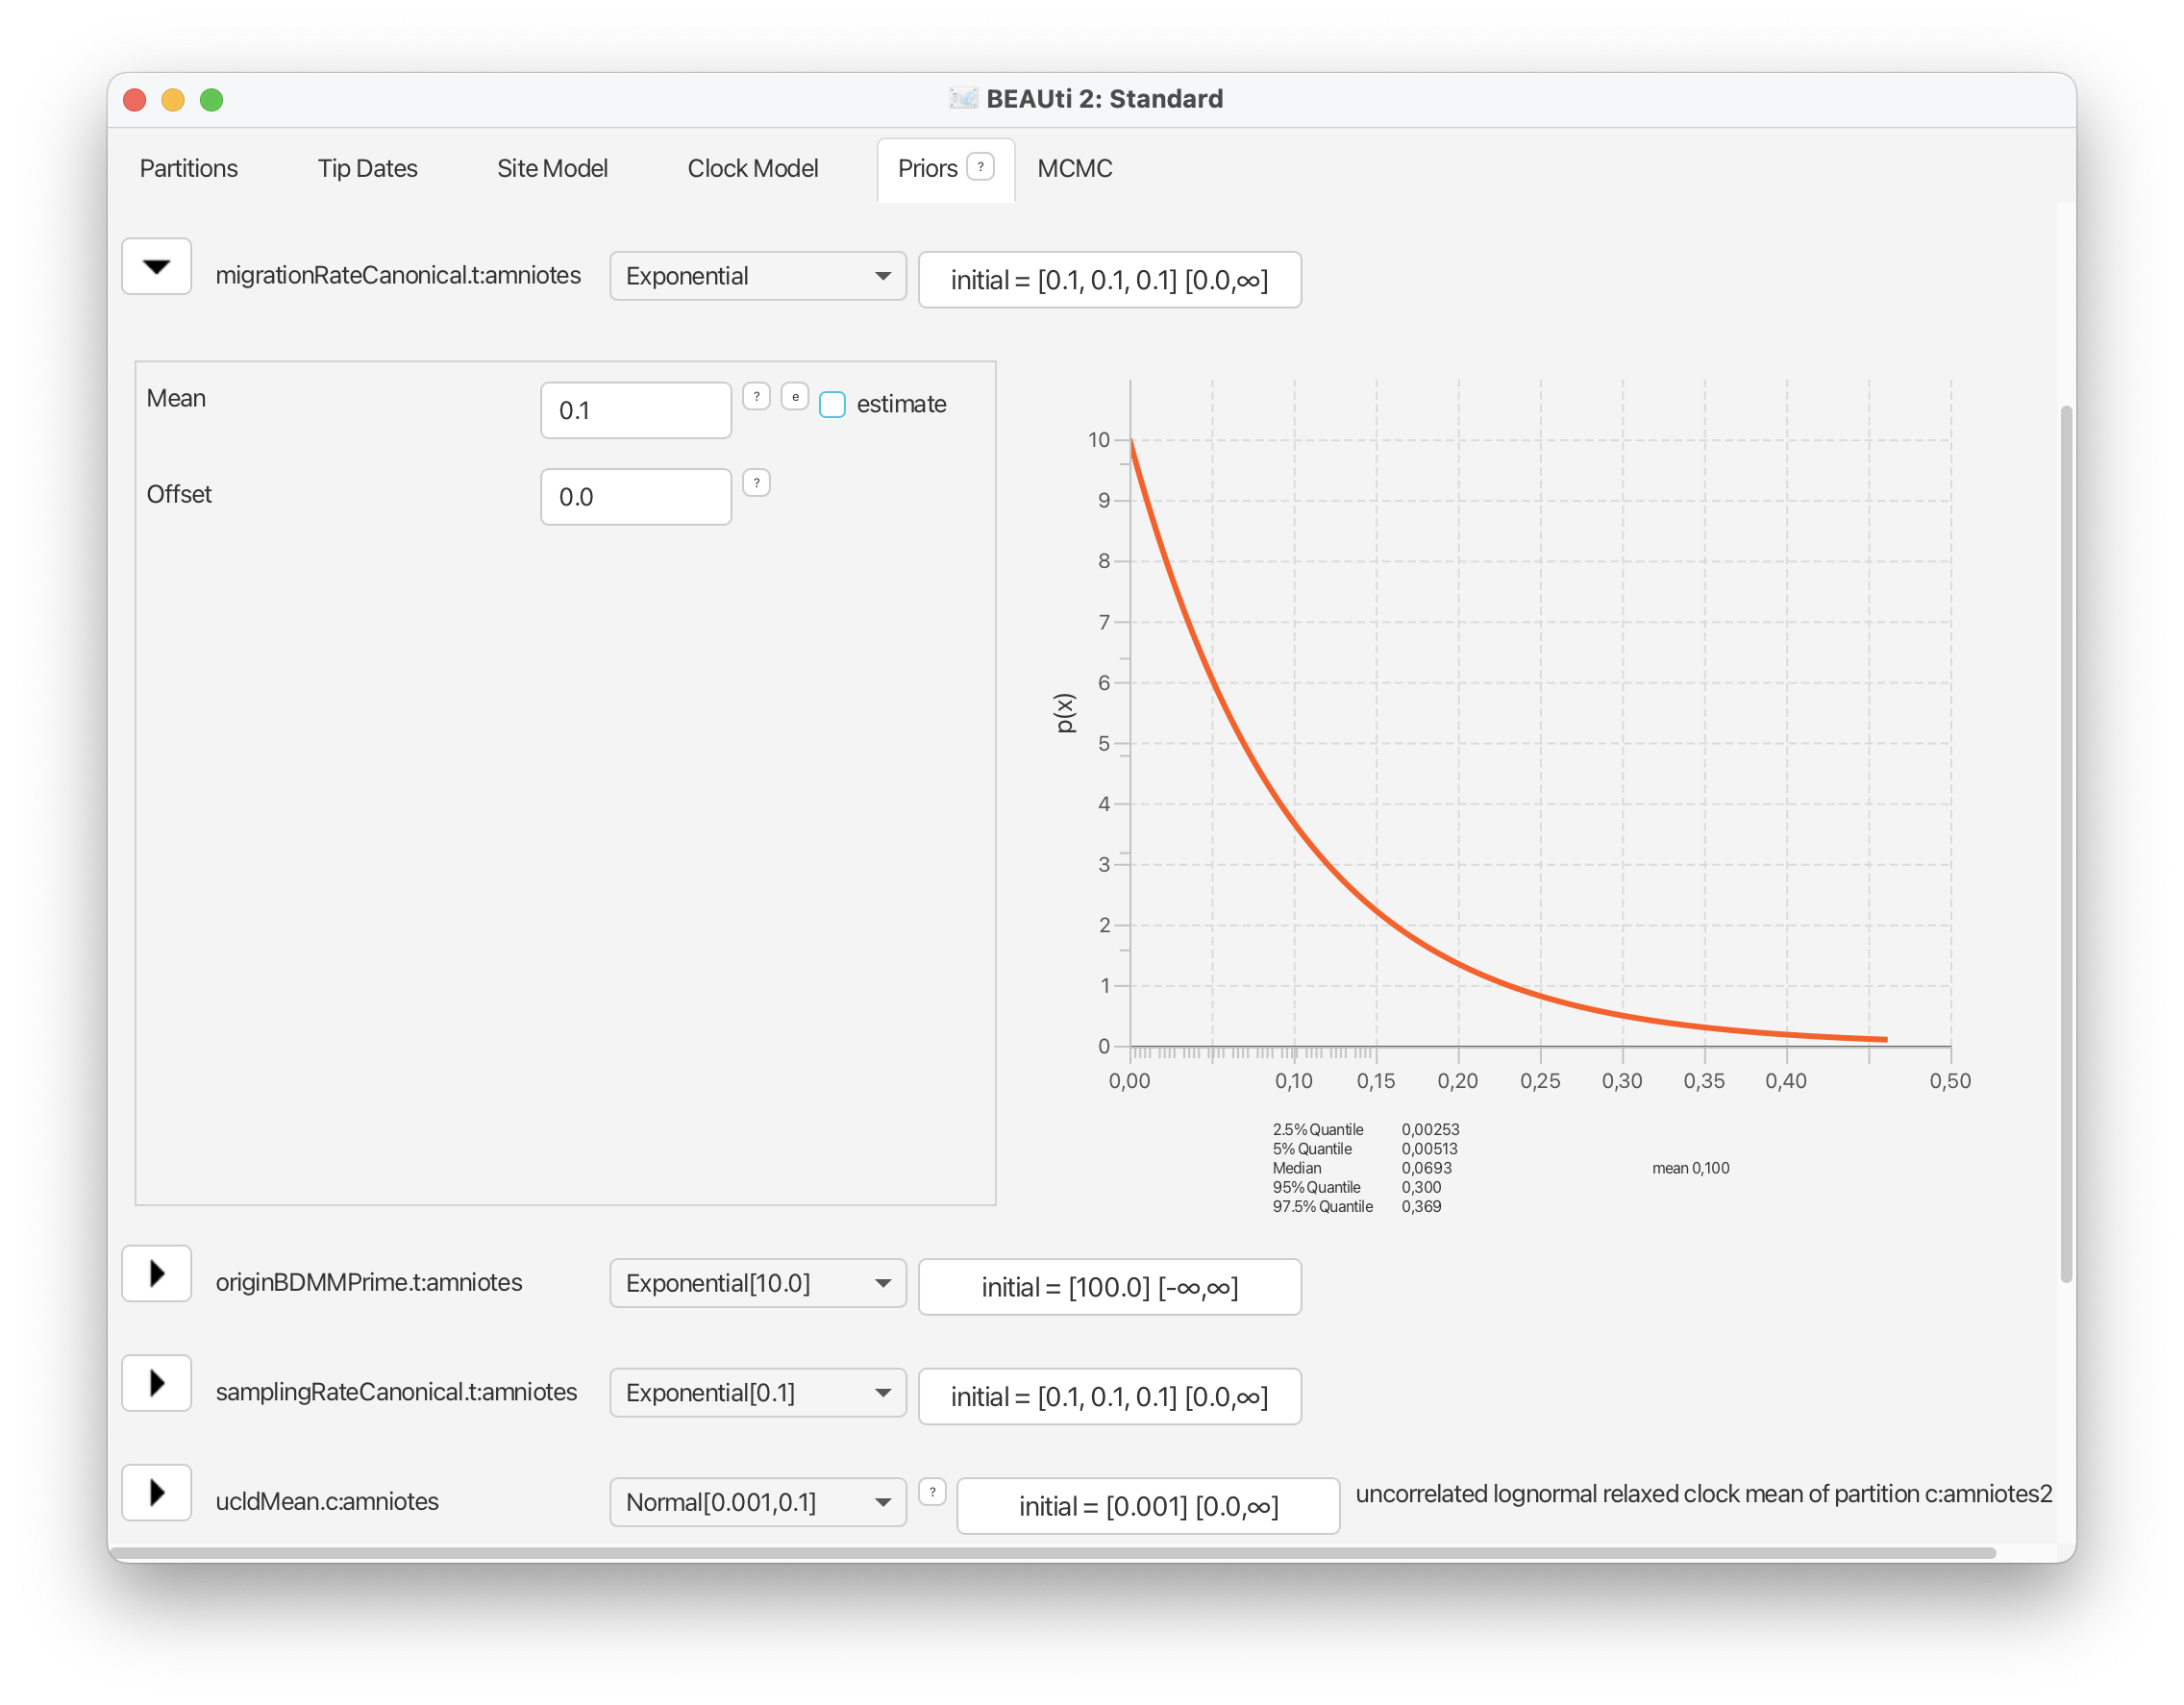 BEAUti 2: Standard
Partitions Tip Dates Site Model Clock Model Priors ? MCMC
migrationRateCanonical.t:amniotes Exponential initial = [0.1, 0.1, 0.1] [0.0,∞]
Mean 0.1 ? e estimate
Offset 0.0 ?
10
9
8
7
6
5
4
3
2
1
0
p(x)
0,00 0,10 0,15 0,20 0,25 0,30 0,35 0,40 0,50
2.5% Quantile 0,00253
5% Quantile 0,00513
Median 0,0693 mean 0,100
95% Quantile 0,300
97.5% Quantile 0,369
originBDMMPrime.t:amniotes Exponential[10.0] initial = [100.0] [-∞,∞]
samplingRateCanonical.t:amniotes Exponential[0.1] initial = [0.1, 0.1, 0.1] [0.0,∞]
ucldMean.c:amniotes Normal[0.001,0.1] ? initial = [0.001] [0.0,∞] uncorrelated lognormal relaxed clock mean of partition c:amniotes2